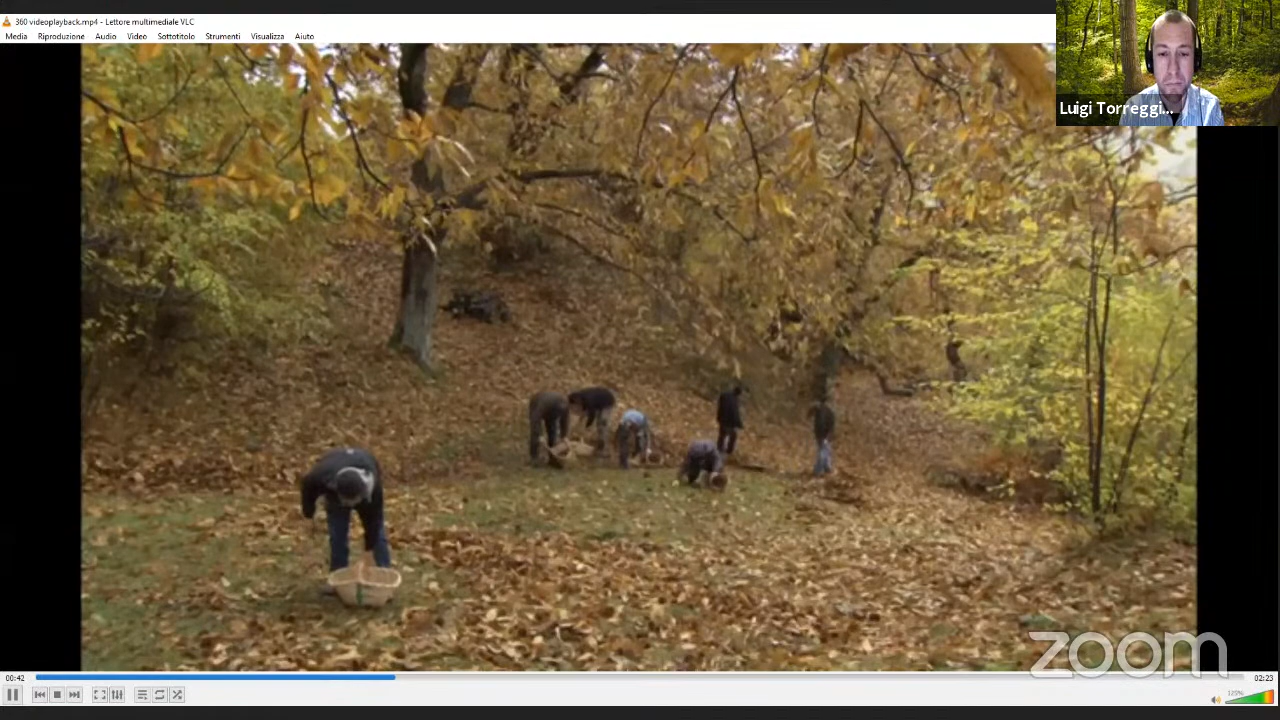 360 videoplayback.mp4 - Lettore multimediale VLC
Media Riproduzione Audio Video Sottotitolo Strumenti Visualizza Aiuto
Luigi Torreggi...
zoom
00:42
02:23
125%